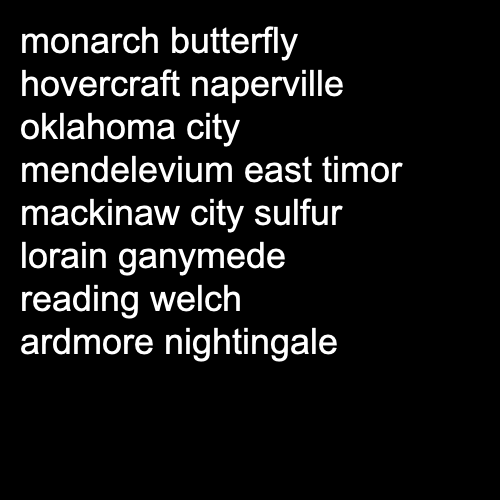 monarch butterfly
hovercraft naperville
oklahoma city
mendelevium east timor
mackinaw city sulfur
lorain ganymede
reading welch
ardmore nightingale